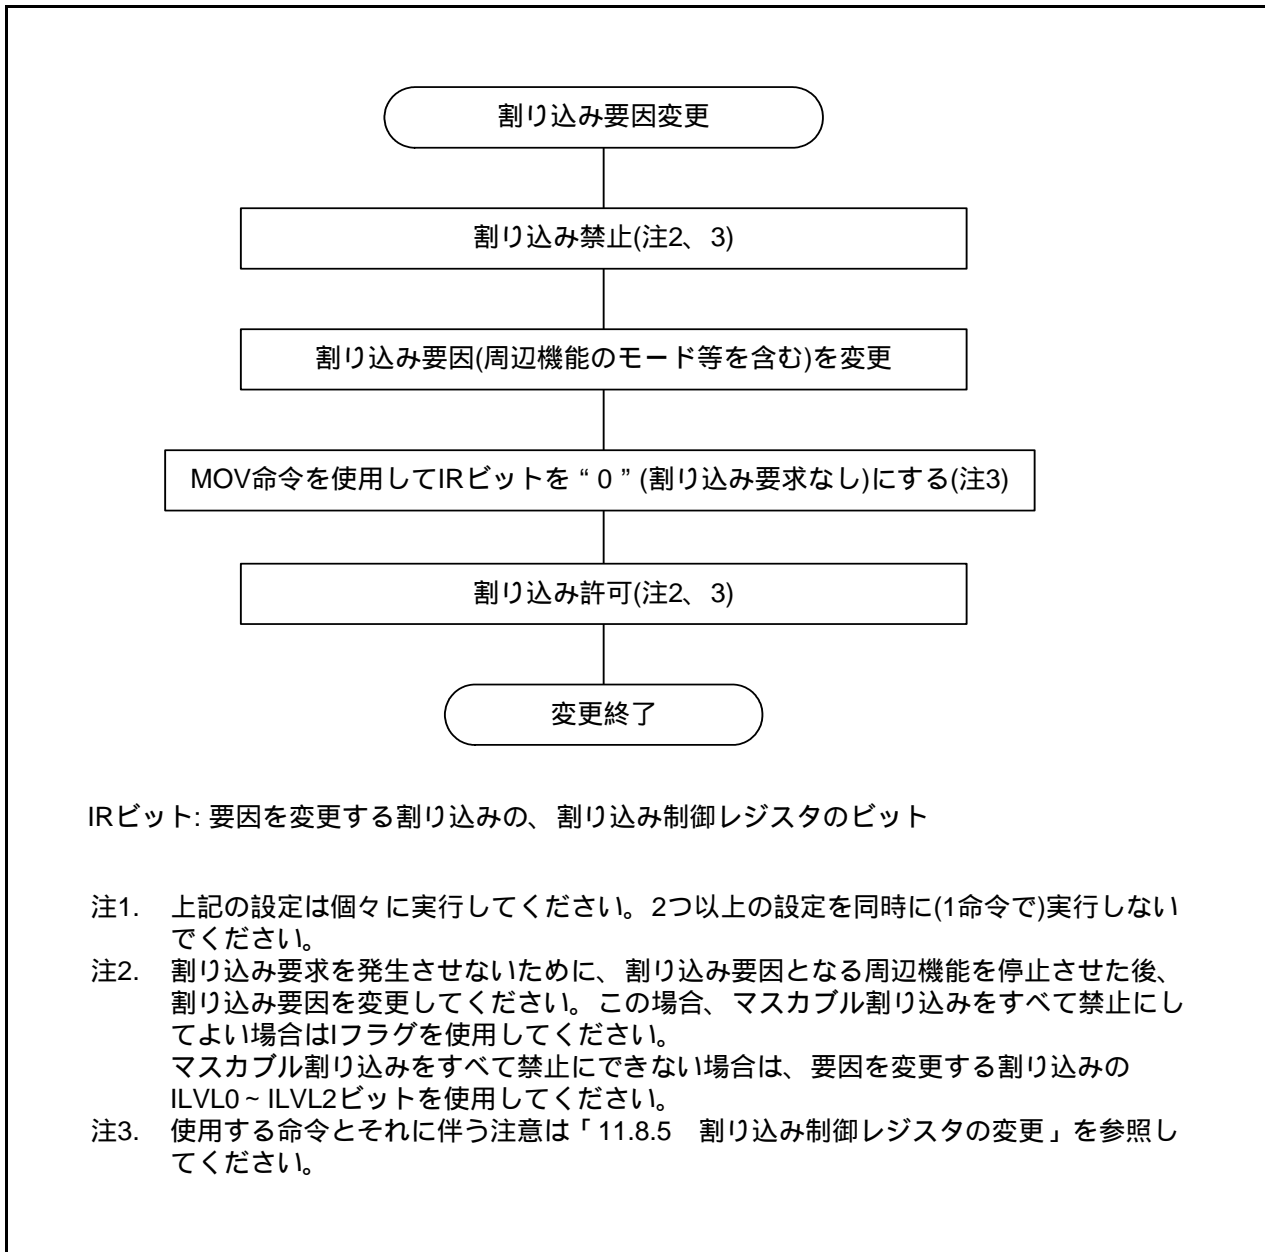 割り込み要因変更
割り込み禁止(注2、3)
割り込み要因(周辺機能のモード等を含む)を変更
MOV命令を使用してIRビットを“0”(割り込み要求なし)にする(注3)
割り込み許可(注2、3)
変更終了
IRビット: 要因を変更する割り込みの、割り込み制御レジスタのビット
注1. 上記の設定は個々に実行してください。2つ以上の設定を同時に(1命令で)実行しない
でください。
注2. 割り込み要求を発生させないために、割り込み要因となる周辺機能を停止させた後、
割り込み要因を変更してください。この場合、マスカブル割り込みをすべて禁止にし
てよい場合はIフラグを使用してください。
マスカブル割り込みをすべて禁止にできない場合は、要因を変更する割り込みの
ILVL0~ILVL2ビットを使用してください。
注3. 使用する命令とそれに伴う注意は「11.8.5 割り込み制御レジスタの変更」を参照し
てください。